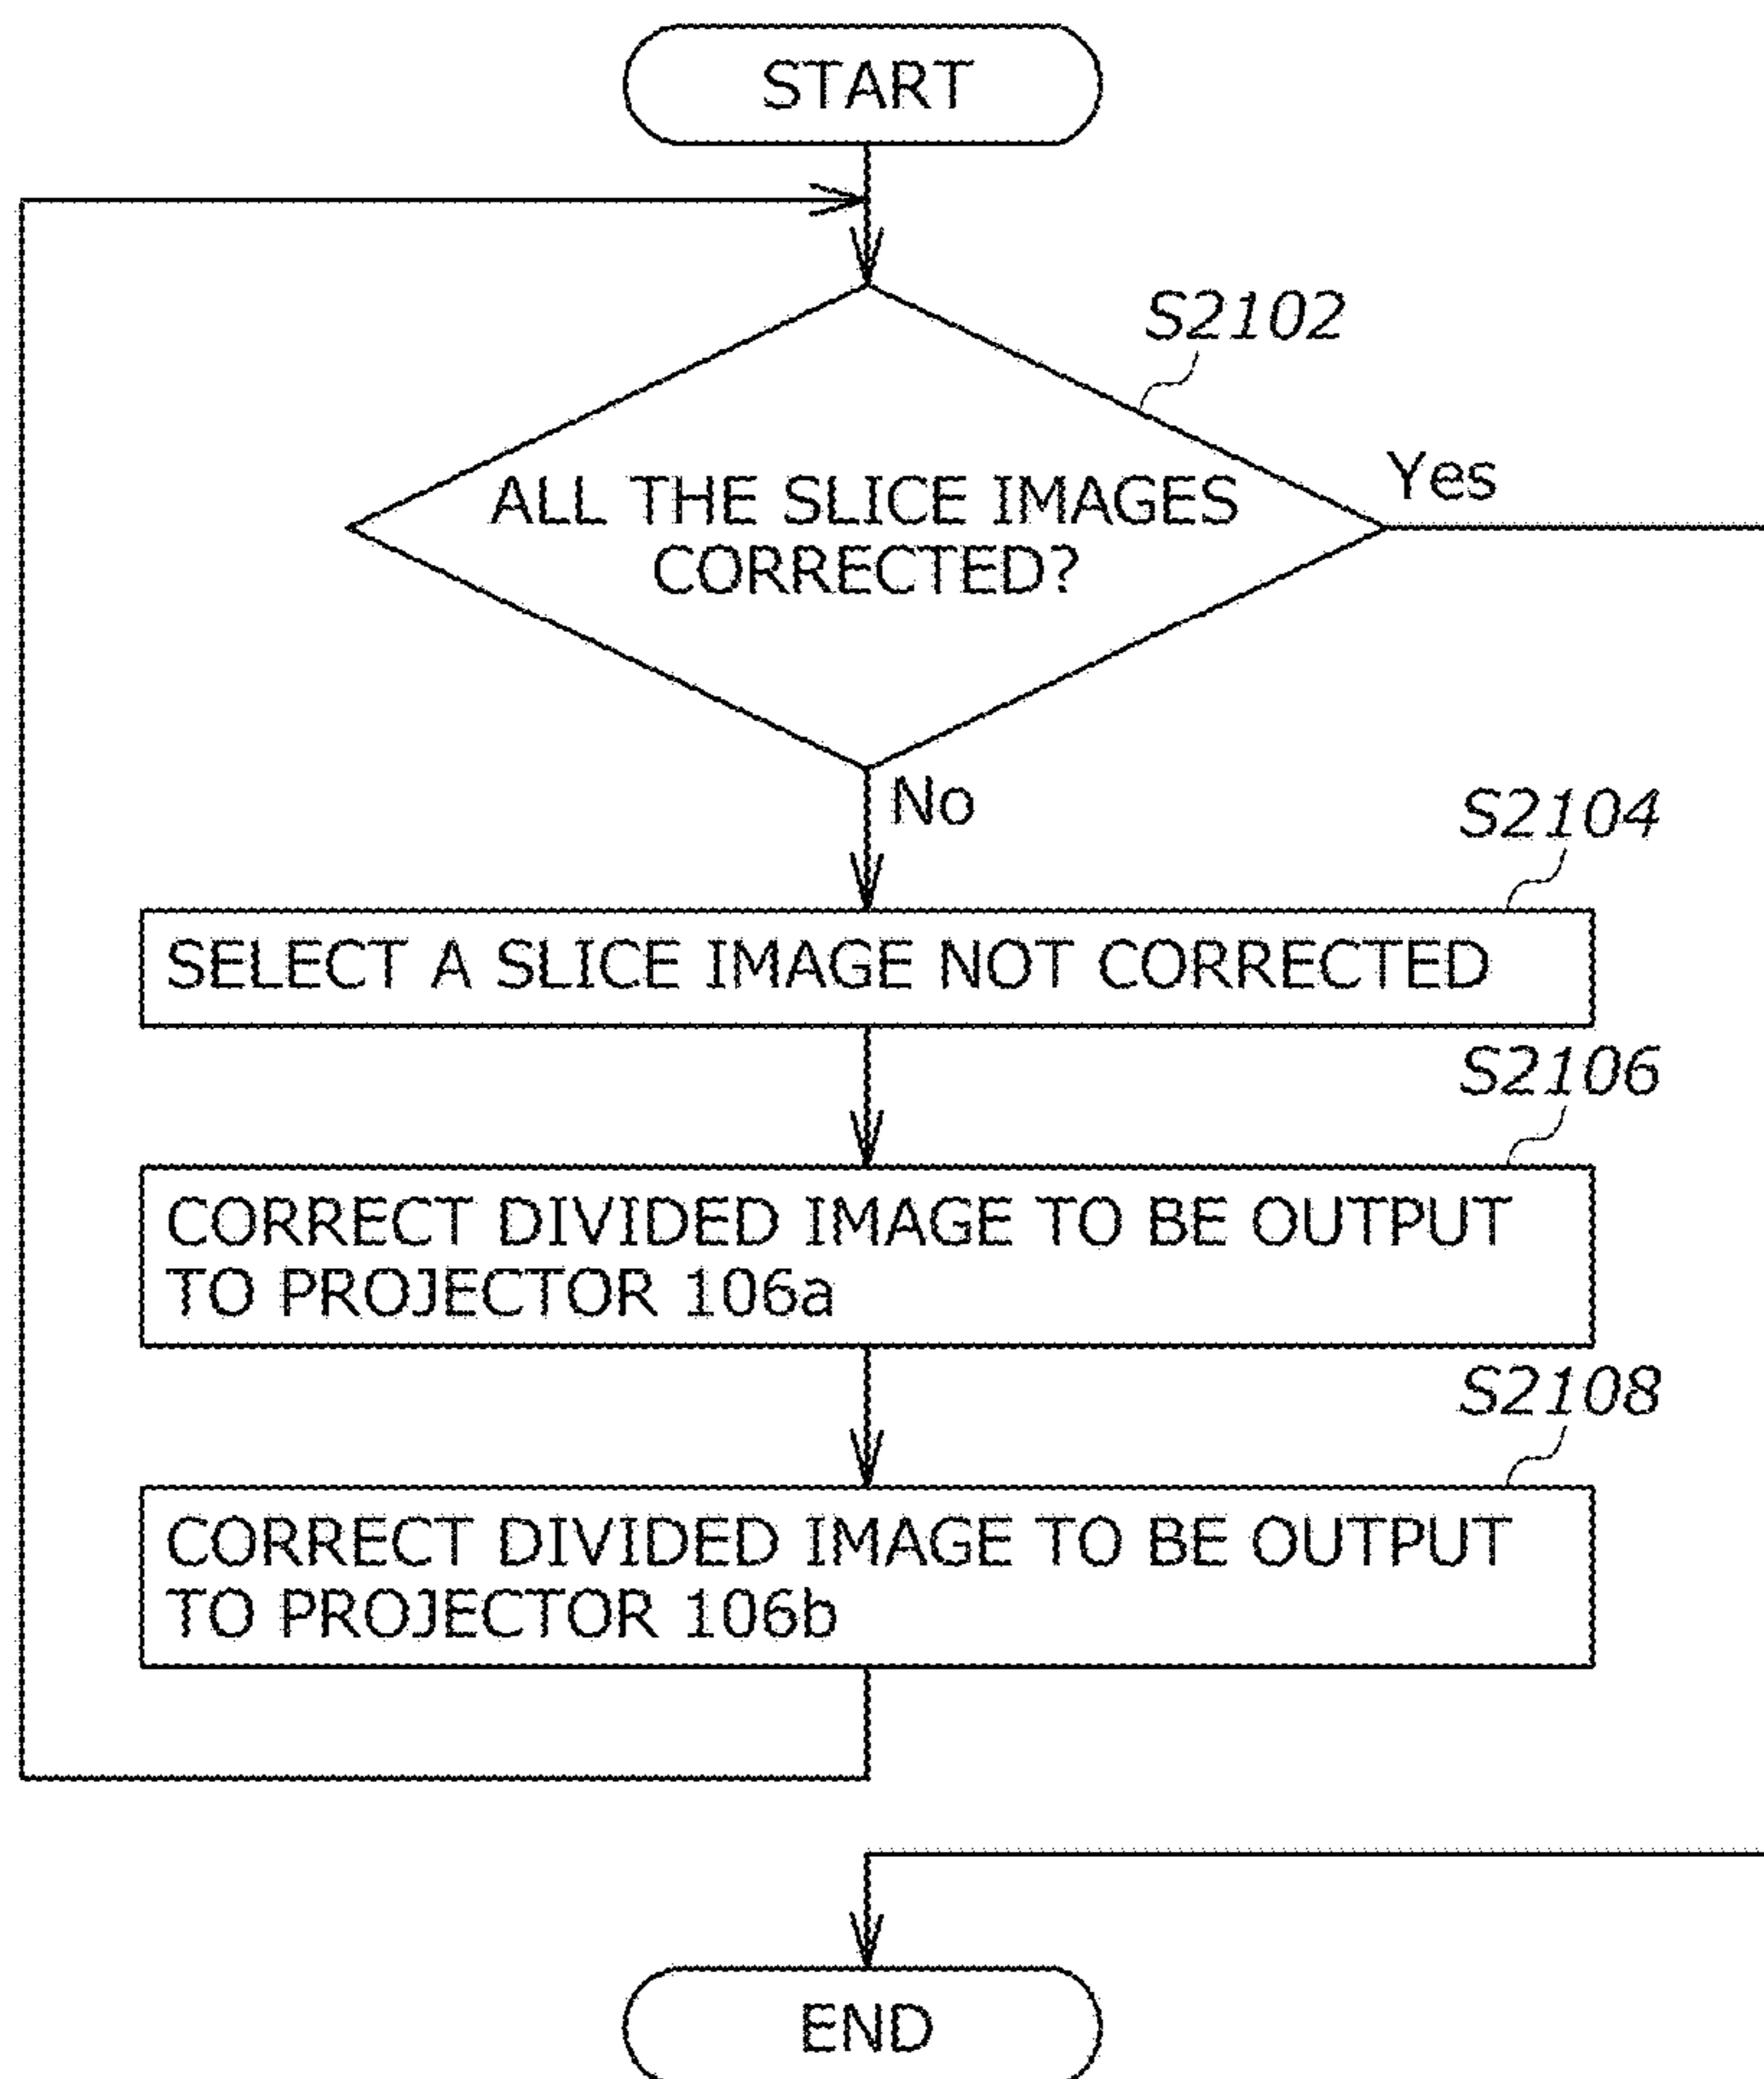 START
S2102
ALL THE SLICE IMAGES
CORRECTED?
Yes
No
S2104
SELECT A SLICE IMAGE NOT CORRECTED
S2106
CORRECT DIVIDED IMAGE TO BE OUTPUT
TO PROJECTOR 106a
S2108
CORRECT DIVIDED IMAGE TO BE OUTPUT
TO PROJECTOR 106b
END